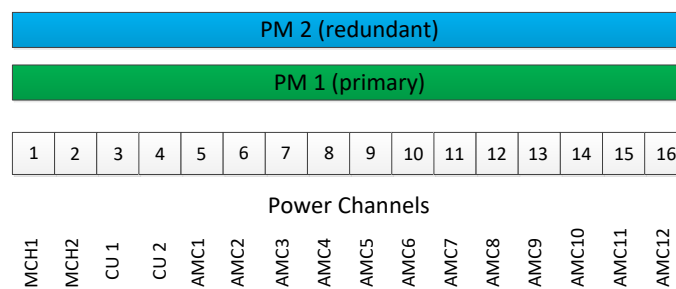 PM 2 (redundant)
PM 1 (primary)
1 2 3 4 5 6 7 8 9 10 11 12 13 14 15 16
Power Channels
MCH1 MCH2 CU 1 CU 2 AMC1 AMC2 AMC3 AMC4 AMC5 AMC6 AMC7 AMC8 AMC9 AMC10 AMC11 AMC12